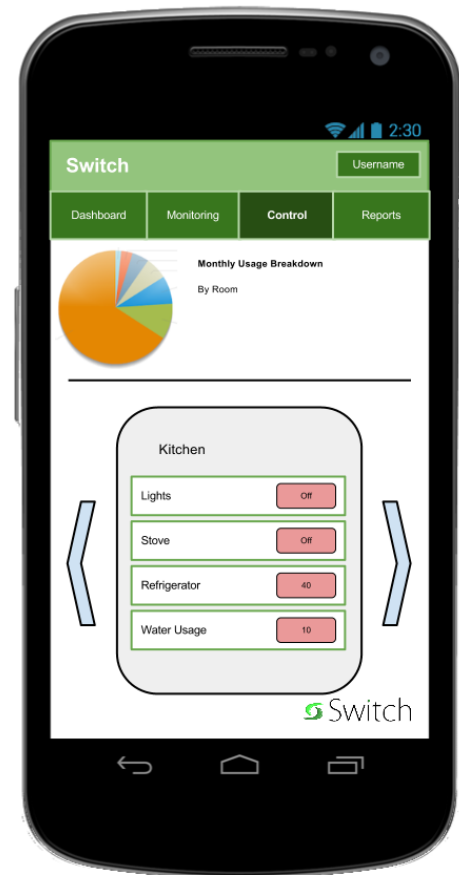 2:30
Switch
Username
Dashboard Monitoring Control Reports
Monthly Usage Breakdown
By Room
Kitchen
Lights Off
Stove Off
Refrigerator 40
Water Usage 10
Switch